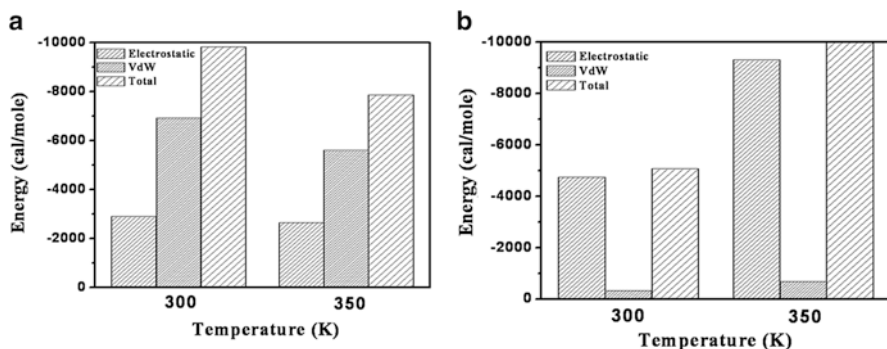 a
-10000
-8000
-6000
-4000
-2000
0
Energy (cal/mole)
Electrostatic
VdW
Total
300
350
Temperature (K)
b
-10000
-8000
-6000
-4000
-2000
0
Energy (cal/mole)
Electrostatic
VdW
Total
300
350
Temperature (K)